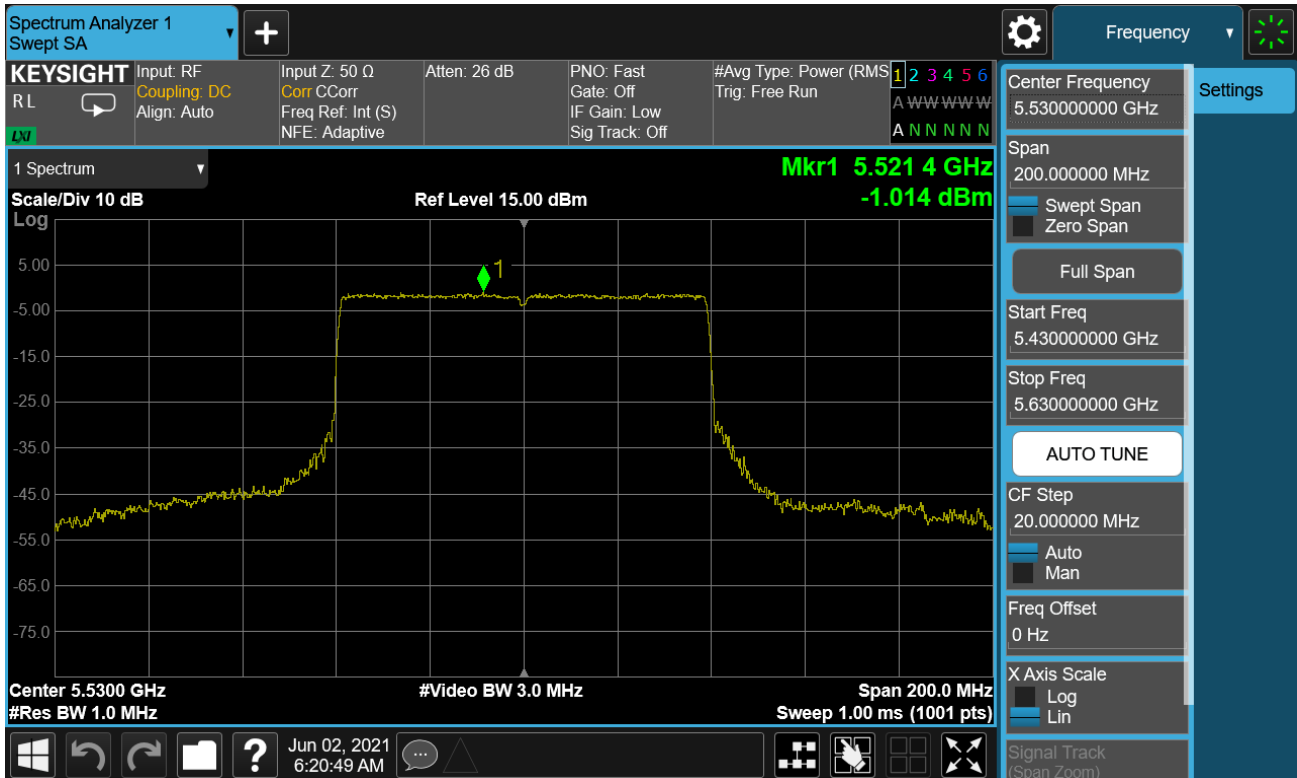 Spectrum Analyzer 1
Swept SA
+
Frequency
KEYSIGHT
R L
LXI
Input: RF
Coupling: DC
Align: Auto
Input Z: 50 Ω
Corr CCorr
Freq Ref: Int (S)
NFE: Adaptive
Atten: 26 dB
PNO: Fast
Gate: Off
IF Gain: Low
Sig Track: Off
#Avg Type: Power (RMS
Trig: Free Run
1 2 3 4 5 6
A W W W W W
A N N N N N
1 Spectrum
Scale/Div 10 dB
Log
Ref Level 15.00 dBm
Mkr1 5.521 4 GHz
-1.014 dBm
1
5.00
-5.00
-15.0
-25.0
-35.0
-45.0
-55.0
-65.0
-75.0
Center 5.5300 GHz
#Res BW 1.0 MHz
#Video BW 3.0 MHz
Span 200.0 MHz
Sweep 1.00 ms (1001 pts)
?
Jun 02, 2021
6:20:49 AM
Center Frequency
5.530000000 GHz
Span
200.000000 MHz
Swept Span
Zero Span
Full Span
Start Freq
5.430000000 GHz
Stop Freq
5.630000000 GHz
AUTO TUNE
CF Step
20.000000 MHz
Auto
Man
Freq Offset
0 Hz
X Axis Scale
Log
Lin
Signal Track
(Span Zoom)
Settings